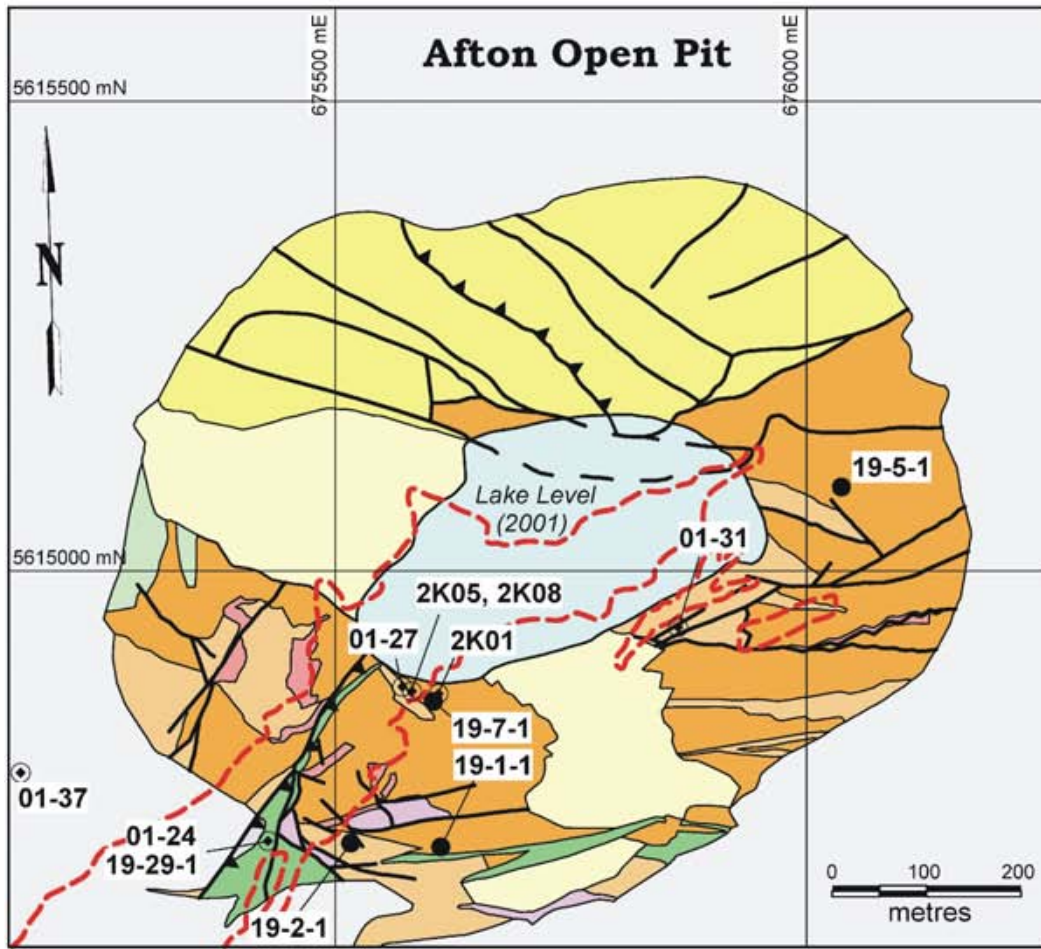 Afton Open Pit
675500 mE
676000 mE
5615500 mN
N
19-5-1
Lake Level
(2001)
01-31
5615000 mN
2K05, 2K08
01-27
2K01
19-7-1
19-1-1
01-37
01-24
19-29-1
19-2-1
0 100 200
metres